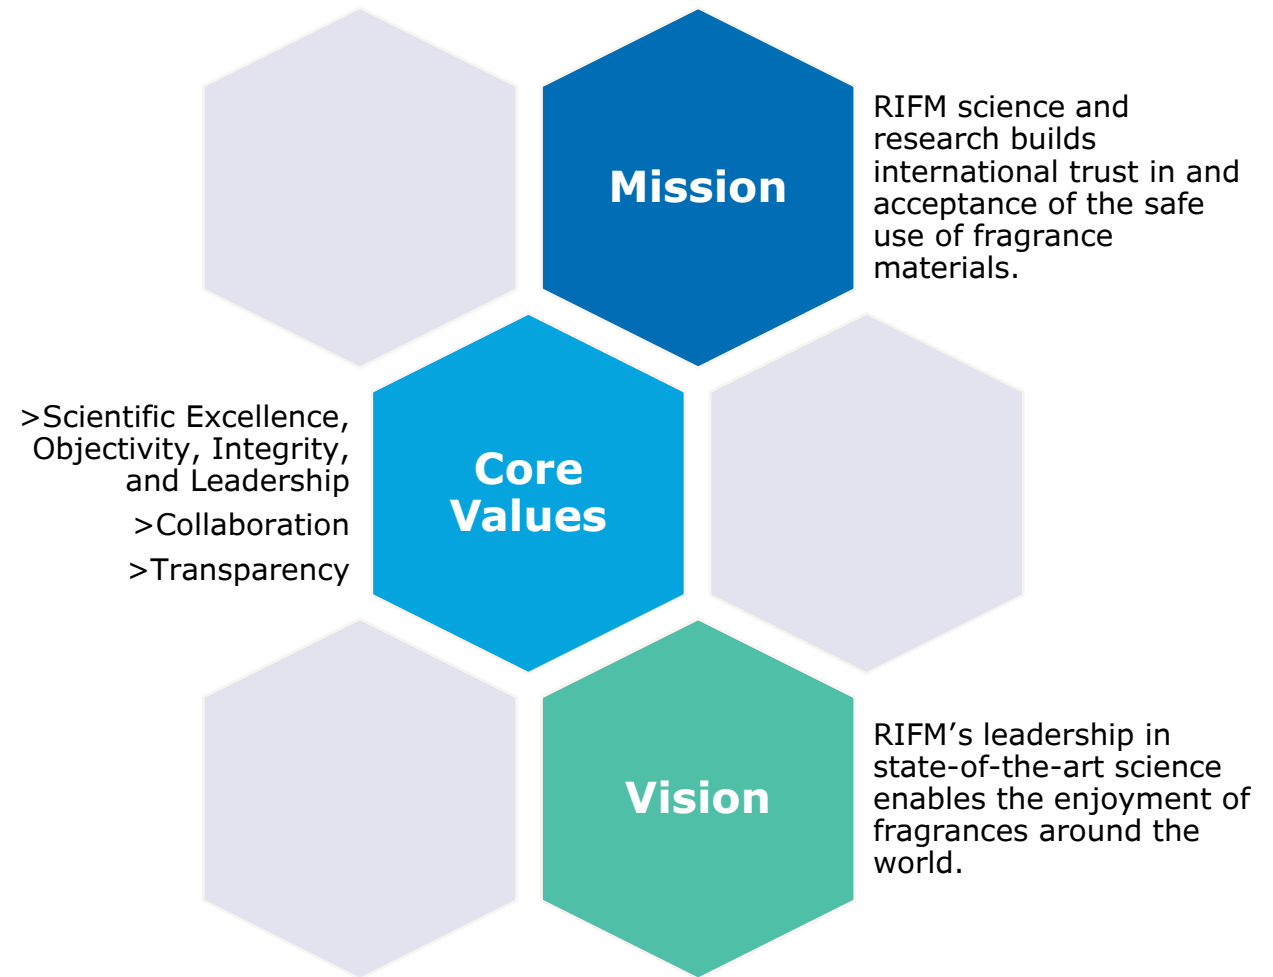 Mission
RIFM science and
research builds
international trust in and
acceptance of the safe
use of fragrance
materials.
>Scientific Excellence,
Objectivity, Integrity,
and Leadership
>Collaboration
>Transparency
Core
Values
Vision
RIFM’s leadership in
state-of-the-art science
enables the enjoyment of
fragrances around the
world.